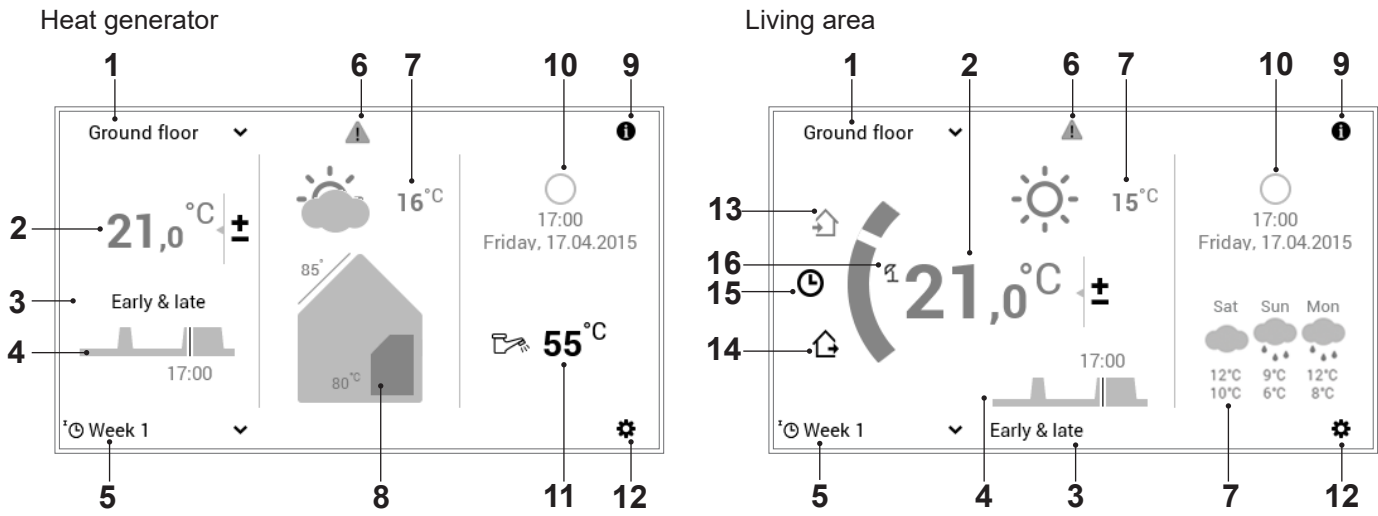 Heat generator
1
6
7
10
9
Ground floor
16°C
2
21,0 °C
±
17:00
Friday, 17.04.2015
3
Early & late
85°
4
17:00
55°C
80°C
I Week 1
5
8
11
12
Living area
1
2
6
7
10
9
Ground floor
15°C
13
17:00
Friday, 17.04.2015
16
15
21,0 °C
±
Sat Sun Mon
14
17:00
12°C 9°C 12°C
10°C 6°C 8°C
I Week 1
Early & late
5
4
3
7
12